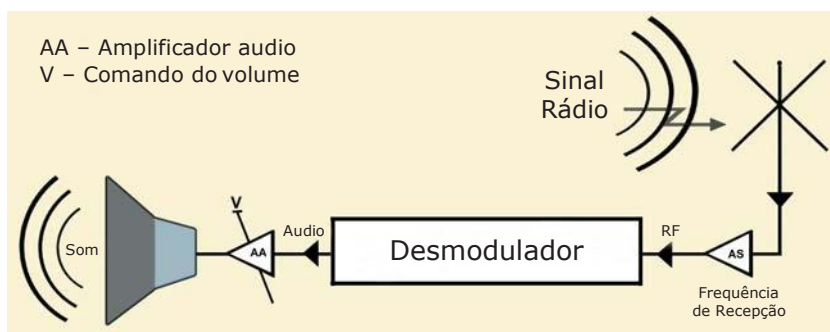 AA – Amplificador audio
V – Comando do volume
Sinal
Rádio
V
Som
AA
Audio
Desmodulador
RF
AS
Frequência
de Recepção